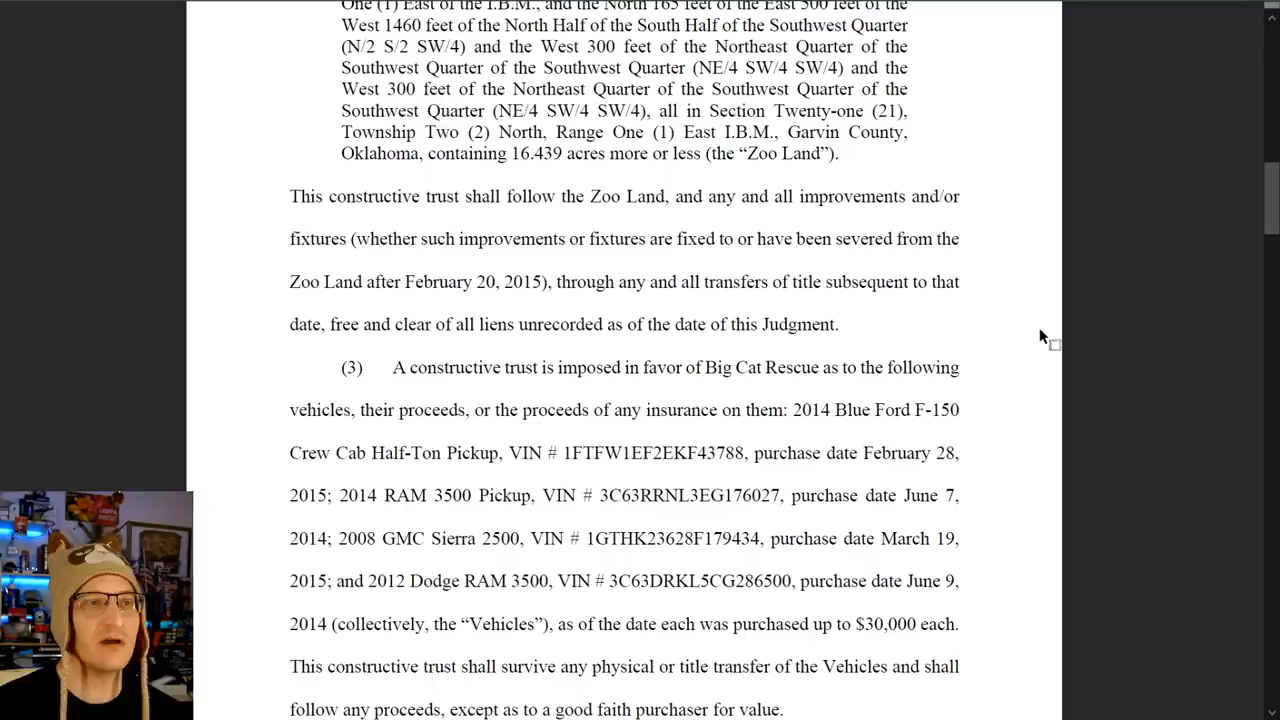 One (1) East of the I.B.M., and the North 165 feet of the East 500 feet of the
West 1460 feet of the North Half of the South Half of the Southwest Quarter
(N/2 S/2 SW/4) and the West 300 feet of the Northeast Quarter of the
Southwest Quarter of the Southwest Quarter (NE/4 SW/4 SW/4) and the
West 300 feet of the Northeast Quarter of the Southwest Quarter of the
Southwest Quarter (NE/4 SW/4 SW/4), all in Section Twenty-one (21),
Township Two (2) North, Range One (1) East I.B.M., Garvin County,
Oklahoma, containing 16.439 acres more or less (the “Zoo Land”).
This constructive trust shall follow the Zoo Land, and any and all improvements and/or
fixtures (whether such improvements or fixtures are fixed to or have been severed from the
Zoo Land after February 20, 2015), through any and all transfers of title subsequent to that
date, free and clear of all liens unrecorded as of the date of this Judgment.
(3) A constructive trust is imposed in favor of Big Cat Rescue as to the following
vehicles, their proceeds, or the proceeds of any insurance on them: 2014 Blue Ford F-150
Crew Cab Half-Ton Pickup, VIN # 1FTFW1EF2EKF43788, purchase date February 28,
2015; 2014 RAM 3500 Pickup, VIN # 3C63RRNL3EG176027, purchase date June 7,
2014; 2008 GMC Sierra 2500, VIN # 1GTHK23628F179434, purchase date March 19,
2015; and 2012 Dodge RAM 3500, VIN # 3C63DRKL5CG286500, purchase date June 9,
2014 (collectively, the “Vehicles”), as of the date each was purchased up to $30,000 each.
This constructive trust shall survive any physical or title transfer of the Vehicles and shall
follow any proceeds, except as to a good faith purchaser for value.